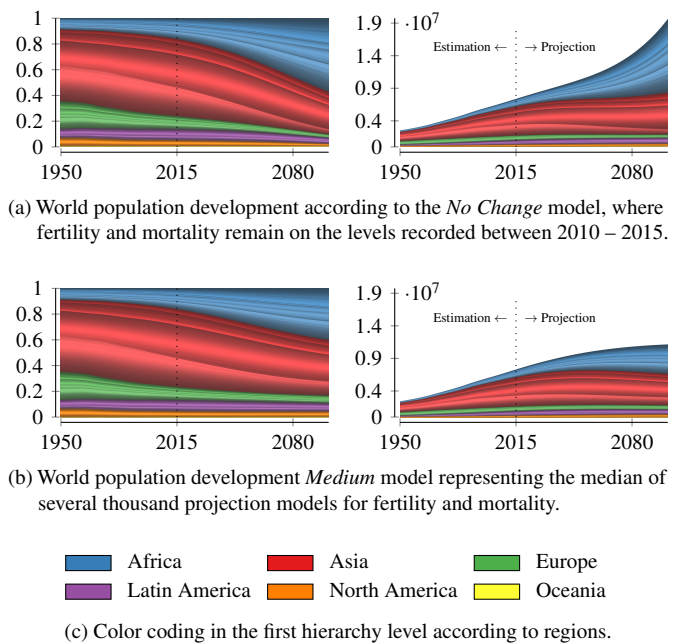 1
0.8
0.6
0.4
0.2
0
1950 2015 2080
1.9 ·10⁷
1.4
0.9
0.4
0
Estimation ← → Projection
1950 2015 2080
(a) World population development according to the No Change model, where
fertility and mortality remain on the levels recorded between 2010 – 2015.
1
0.8
0.6
0.4
0.2
0
1950 2015 2080
1.9 ·10⁷
1.4
0.9
0.4
0
Estimation ← → Projection
1950 2015 2080
(b) World population development Medium model representing the median of
several thousand projection models for fertility and mortality.
Africa Asia Europe
Latin America North America Oceania
(c) Color coding in the first hierarchy level according to regions.